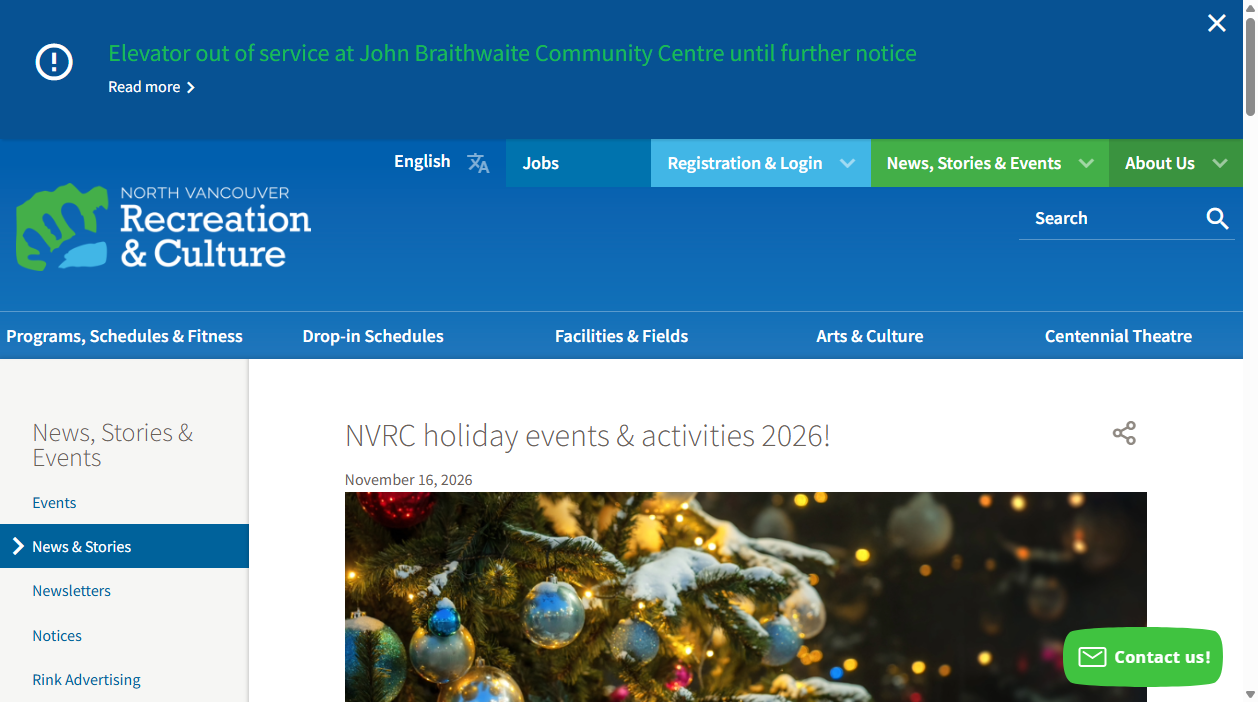 Elevator out of service at John Braithwaite Community Centre until further notice
Read more
English
Jobs
Registration & Login
News, Stories & Events
About Us
NORTH VANCOUVER
Recreation
& Culture
Search
Programs, Schedules & Fitness
Drop-in Schedules
Facilities & Fields
Arts & Culture
Centennial Theatre
News, Stories &
Events
Events
News & Stories
Newsletters
Notices
Rink Advertising
NVRC holiday events & activities 2026!
November 16, 2026
Contact us!